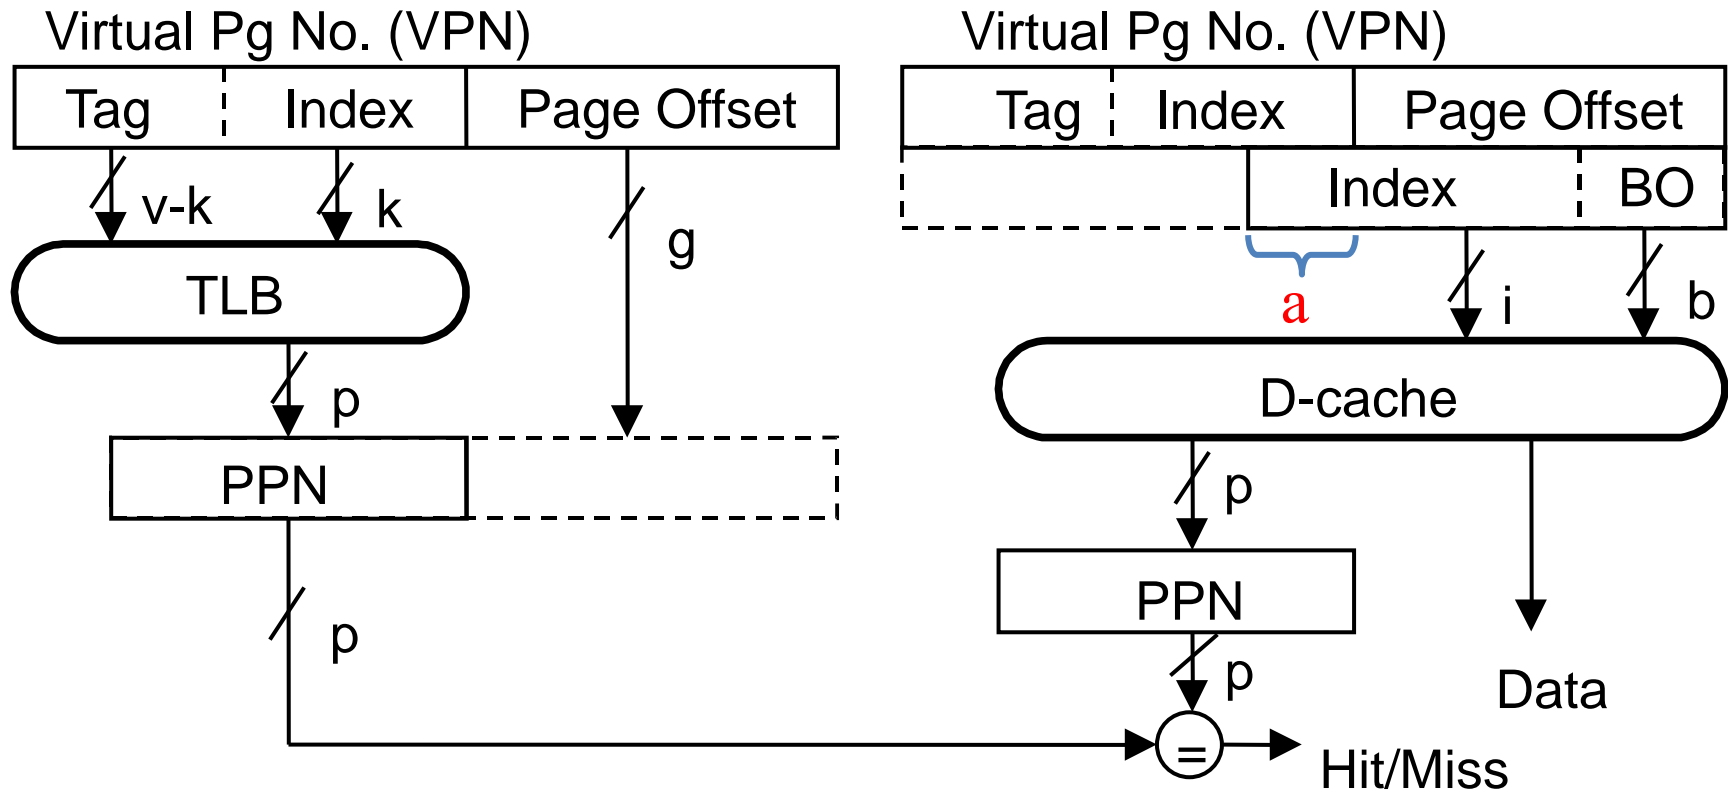 Virtual Pg No. (VPN)
Tag
Index
Page Offset
v-k
k
g
TLB
p
PPN
p
Virtual Pg No. (VPN)
Tag
Index
Page Offset
Index
BO
a
i
b
D-cache
p
PPN
p
Data
=
Hit/Miss